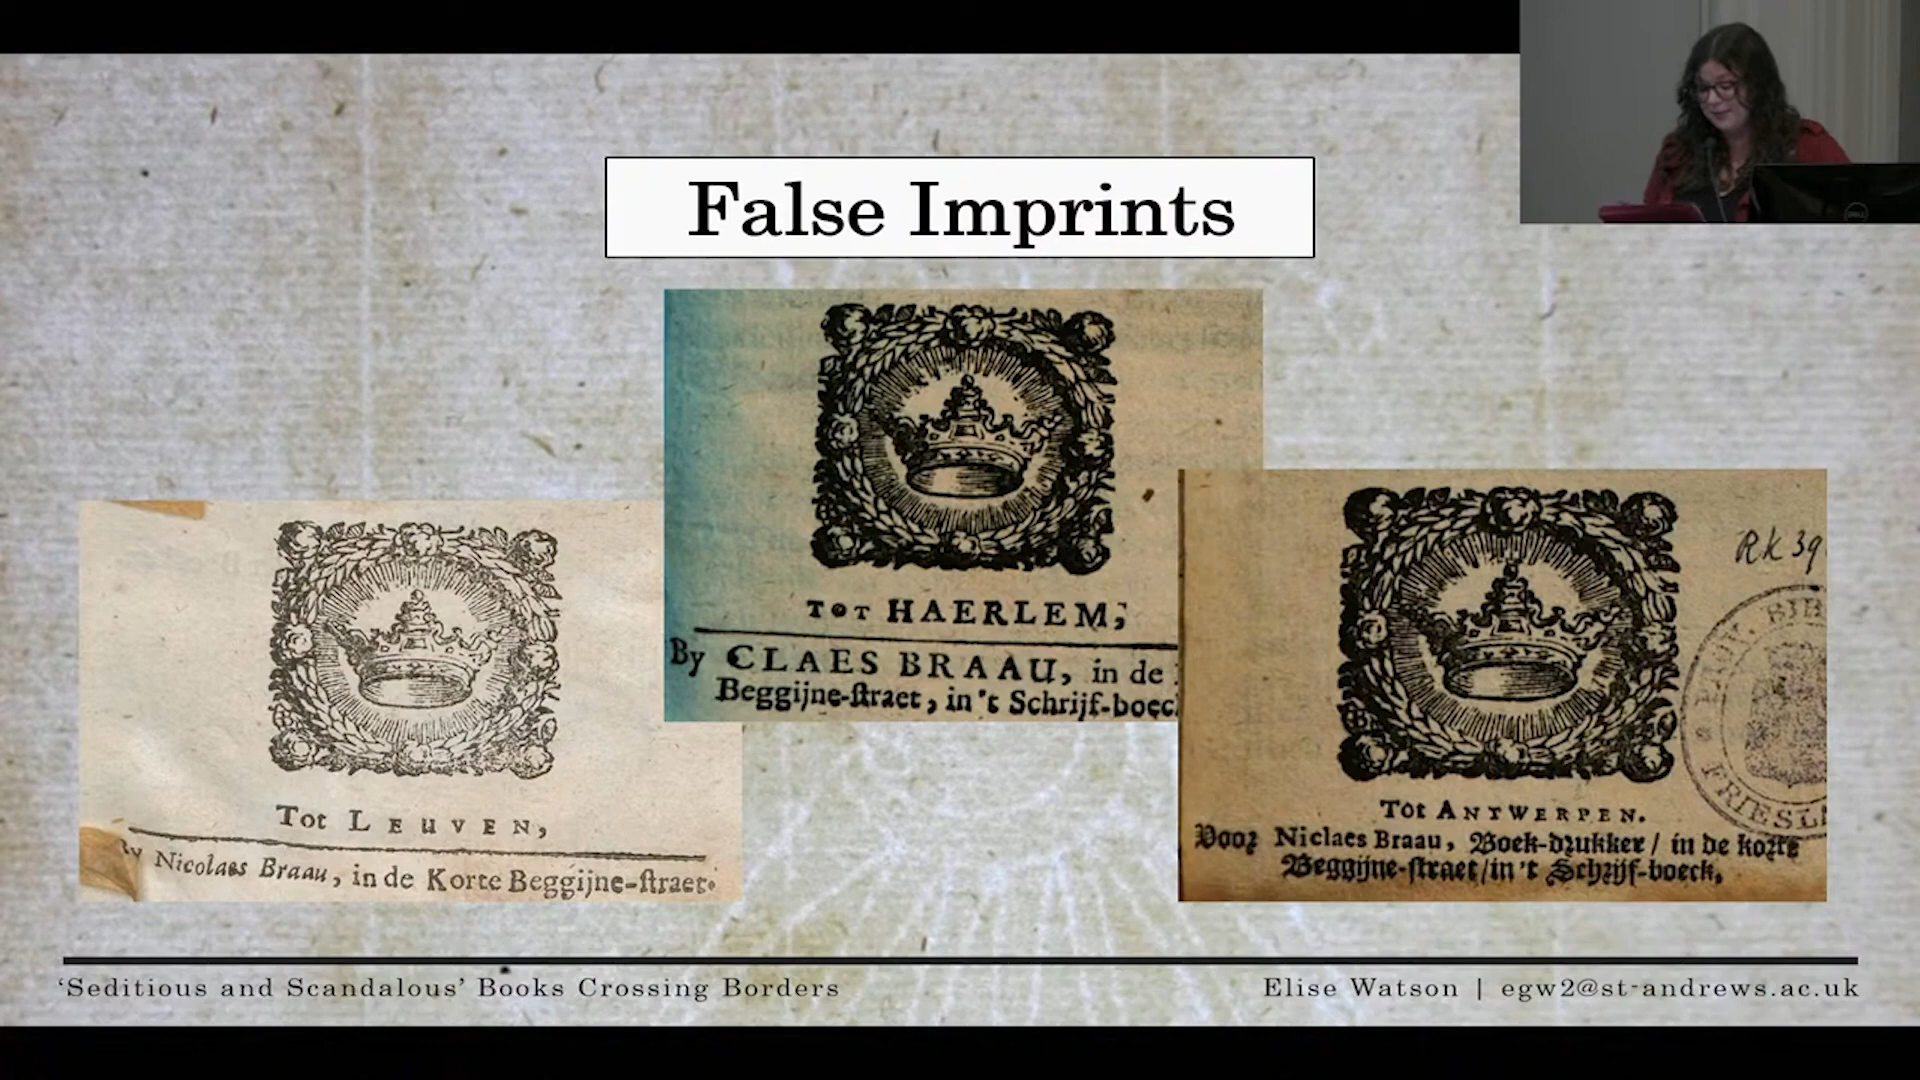 False Imprints
TOT HAERLEM,
By CLAES BRAAU, in de
Beggijne-straet, in 't Schrijf-boec
Tot LEUVEN,
By Nicolaes Braau, in de Korte Beggijne-straet.
RK 39
FRIESL
Tot ANTWERPEN.
Voor Niclaes Braau, Boek-drukker / in de korte
Beggijne-straet / in 't Schrijf-boeck.
‘Seditious and Scandalous’ Books Crossing Borders
Elise Watson | egw2@st-andrews.ac.uk